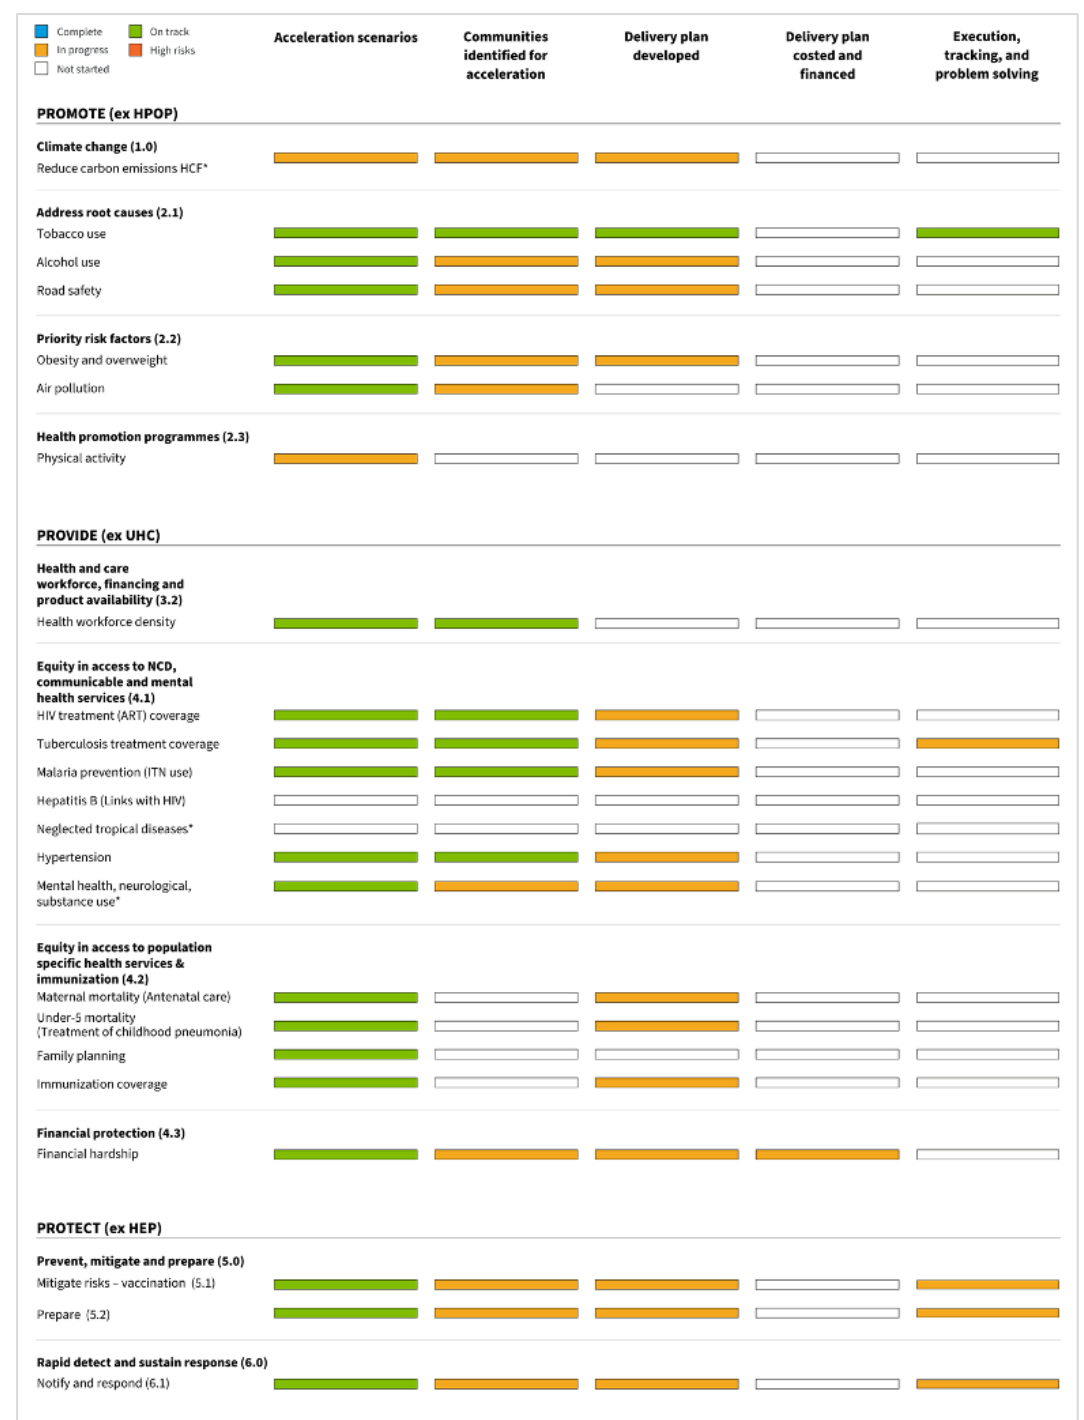 Complete
On track
In progress
High risks
Not started
Acceleration scenarios
Communities
identified for
acceleration
Delivery plan
developed
Delivery plan
costed and
financed
Execution,
tracking, and
problem solving
PROMOTE (ex HPOP)
Climate change (1.0)
Reduce carbon emissions HCF*
Address root causes (2.1)
Tobacco use
Alcohol use
Road safety
Priority risk factors (2.2)
Obesity and overweight
Air pollution
Health promotion programmes (2.3)
Physical activity
PROVIDE (ex UHC)
Health and care
workforce, financing and
product availability (3.2)
Health workforce density
Equity in access to NCD,
communicable and mental
health services (4.1)
HIV treatment (ART) coverage
Tuberculosis treatment coverage
Malaria prevention (ITN use)
Hepatitis B (Links with HIV)
Neglected tropical diseases*
Hypertension
Mental health, neurological,
substance use*
Equity in access to population
specific health services &
immunization (4.2)
Maternal mortality (Antenatal care)
Under-5 mortality
(Treatment of childhood pneumonia)
Family planning
Immunization coverage
Financial protection (4.3)
Financial hardship
PROTECT (ex HEP)
Prevent, mitigate and prepare (5.0)
Mitigate risks – vaccination (5.1)
Prepare (5.2)
Rapid detect and sustain response (6.0)
Notify and respond (6.1)